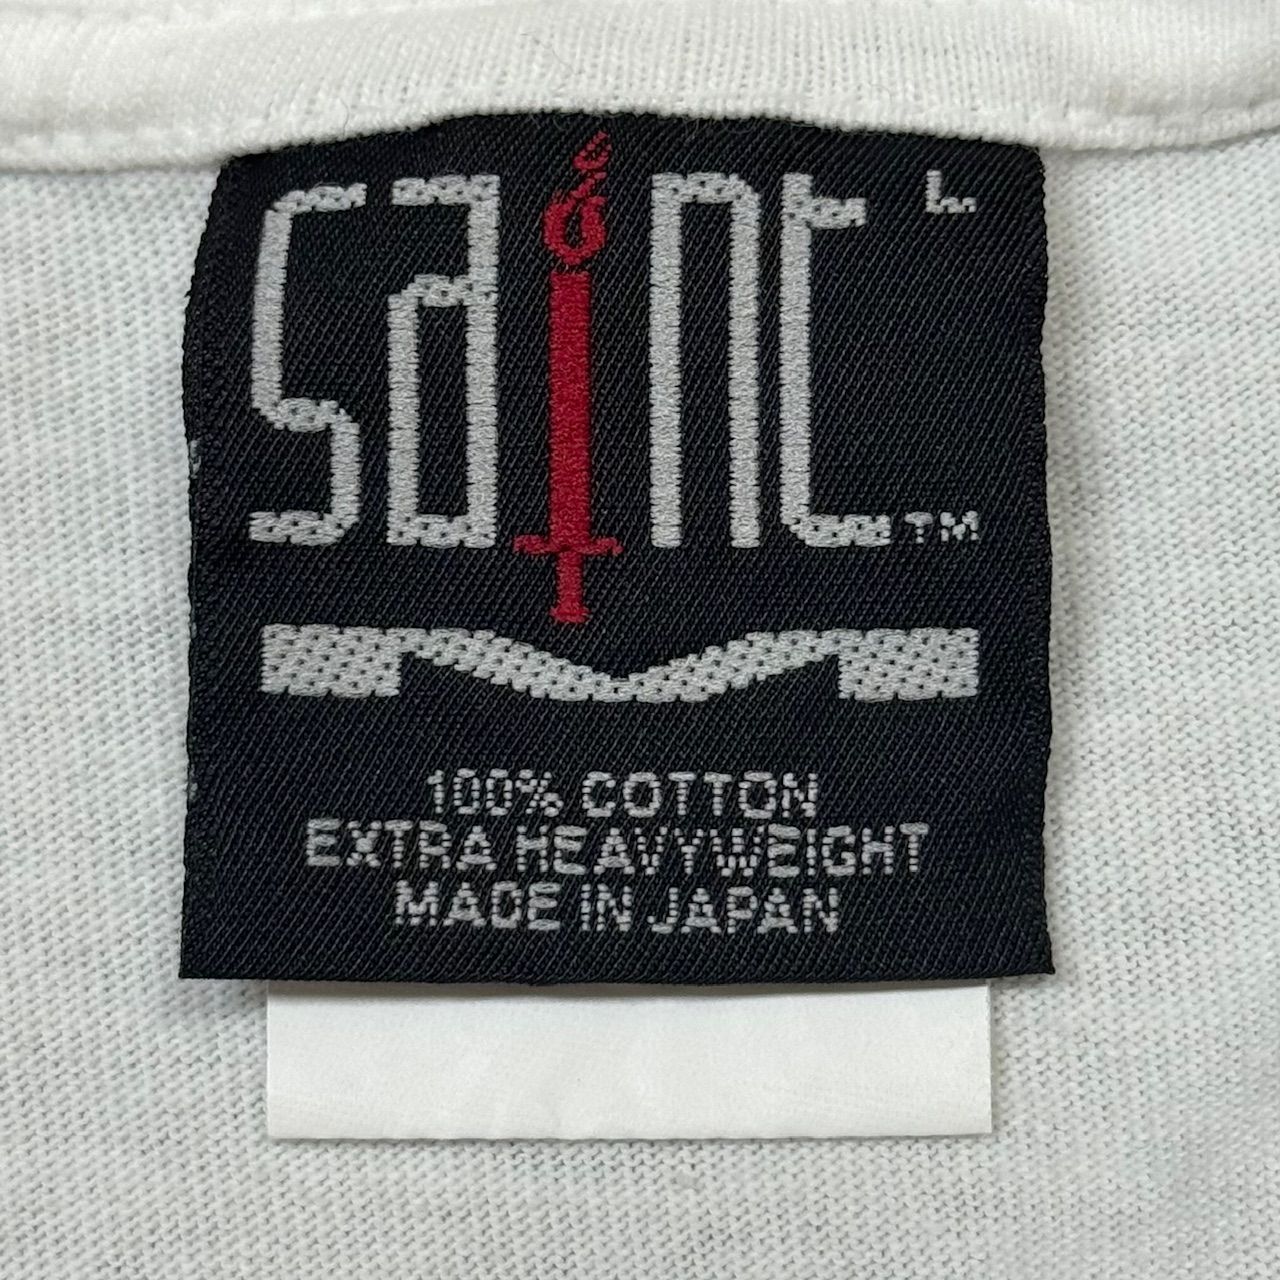 saint L
TM
100% COTTON
EXTRA HEAVYWEIGHT
MADE IN JAPAN